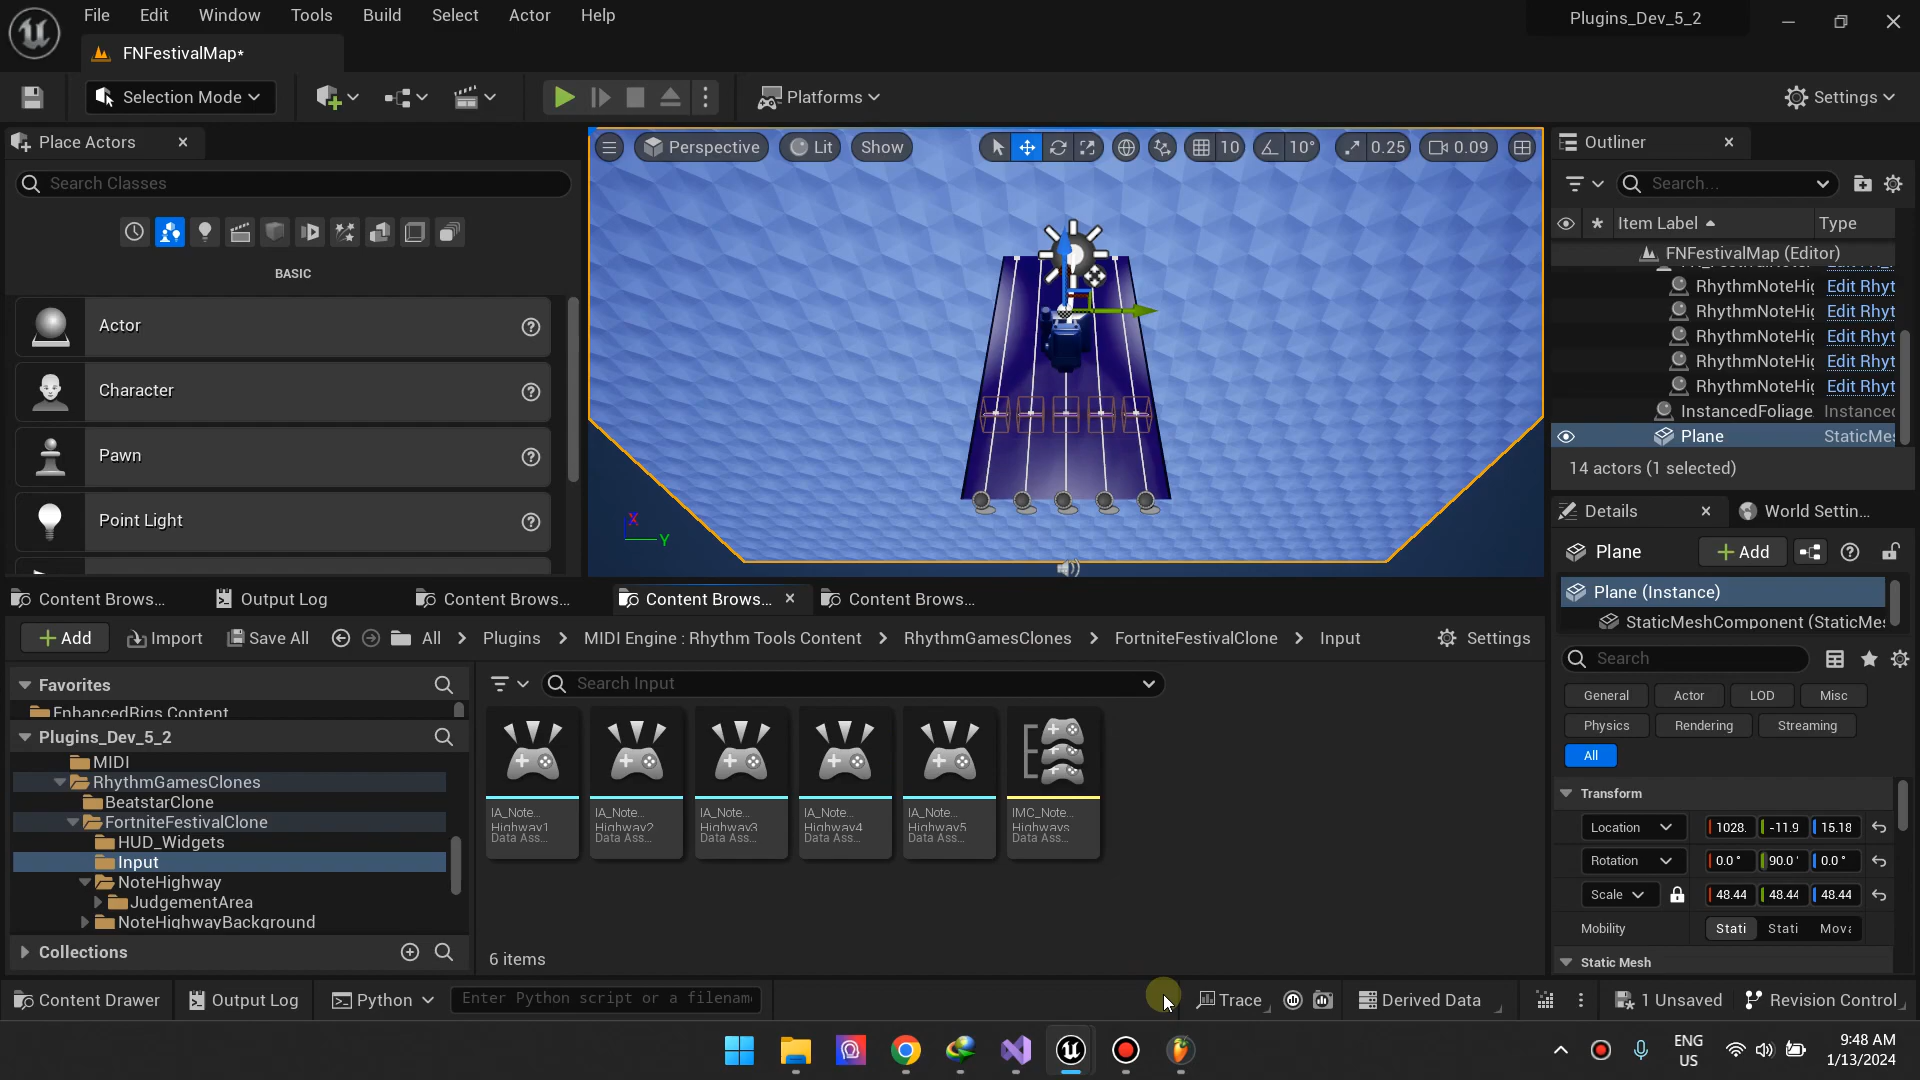 File Edit Window Tools Build Select Actor Help
Plugins_Dev_5_2
FNFestivalMap*
Selection Mode
Platforms
Settings
Place Actors
Search Classes
BASIC
Actor
Character
Pawn
Point Light
Perspective Lit Show
10 10° 0.25 0.09
X
Y
Outliner
Search...
Item Label Type
FNFestivalMap (Editor)
RhythmNoteHig Edit Rhyt
RhythmNoteHig Edit Rhyt
RhythmNoteHig Edit Rhyt
RhythmNoteHig Edit Rhyt
RhythmNoteHig Edit Rhyt
InstancedFoliage Instanced
Plane StaticMes
14 actors (1 selected)
Details World Settin...
Plane Add
Plane (Instance)
StaticMeshComponent (StaticMes
Search
General Actor LOD Misc
Physics Rendering Streaming
All
Transform
Location 1028. -11.9 15.18
Rotation 0.0° 90.0° 0.0°
Scale 48.44 48.44 48.44
Mobility Stati Stati Mova
Static Mesh
Content Brows... Output Log Content Brows... Content Brows... Content Brows...
Add Import Save All All Plugins MIDI Engine : Rhythm Tools Content RhythmGamesClones FortniteFestivalClone Input Settings
Favorites
EnhancedRigs Content
Plugins_Dev_5_2
MIDI
RhythmGamesClones
BeatstarClone
FortniteFestivalClone
HUD_Widgets
Input
NoteHighway
JudgementArea
NoteHighwayBackground
Collections
Search Input
IA_Note... Highway1 Data Ass...
IA_Note... Highway2 Data Ass...
IA_Note... Highway3 Data Ass...
IA_Note... Highway4 Data Ass...
IA_Note... Highway5 Data Ass...
IMC_Note... Highways Data Ass...
6 items
Content Drawer Output Log Python Enter Python script or a filename Trace Derived Data 1 Unsaved Revision Control
ENG
US
9:48 AM
1/13/2024